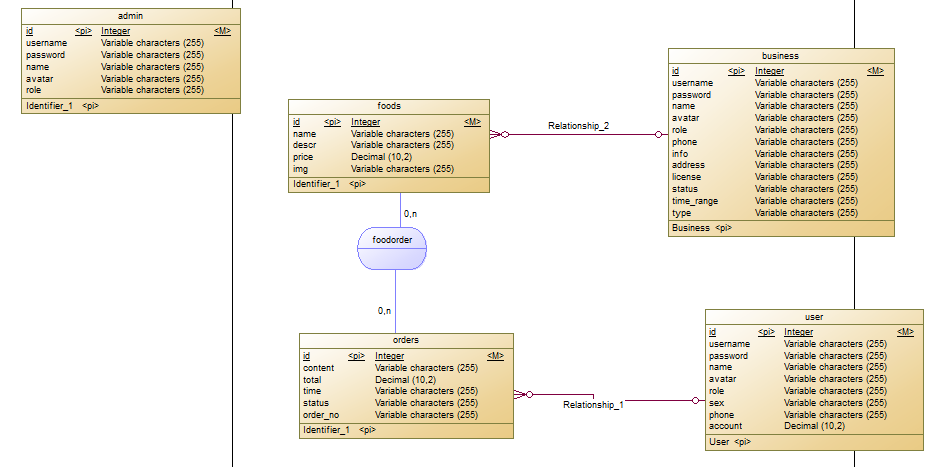 admin
id <pi> Integer <M>
username Variable characters (255)
password Variable characters (255)
name Variable characters (255)
avatar Variable characters (255)
role Variable characters (255)
Identifier_1 <pi>
foods
id <pi> Integer <M>
name Variable characters (255)
descr Variable characters (255)
price Decimal (10,2)
img Variable characters (255)
Identifier_1 <pi>
Relationship_2
business
id <pi> Integer <M>
username Variable characters (255)
password Variable characters (255)
name Variable characters (255)
avatar Variable characters (255)
role Variable characters (255)
phone Variable characters (255)
info Variable characters (255)
address Variable characters (255)
license Variable characters (255)
status Variable characters (255)
time_range Variable characters (255)
type Variable characters (255)
Business <pi>
0,n
foodorder
0,n
orders
id <pi> Integer <M>
content Variable characters (255)
total Decimal (10,2)
time Variable characters (255)
status Variable characters (255)
order_no Variable characters (255)
Identifier_1 <pi>
Relationship_1
user
id <pi> Integer <M>
username Variable characters (255)
password Variable characters (255)
name Variable characters (255)
avatar Variable characters (255)
role Variable characters (255)
sex Variable characters (255)
phone Variable characters (255)
account Decimal (10,2)
User <pi>